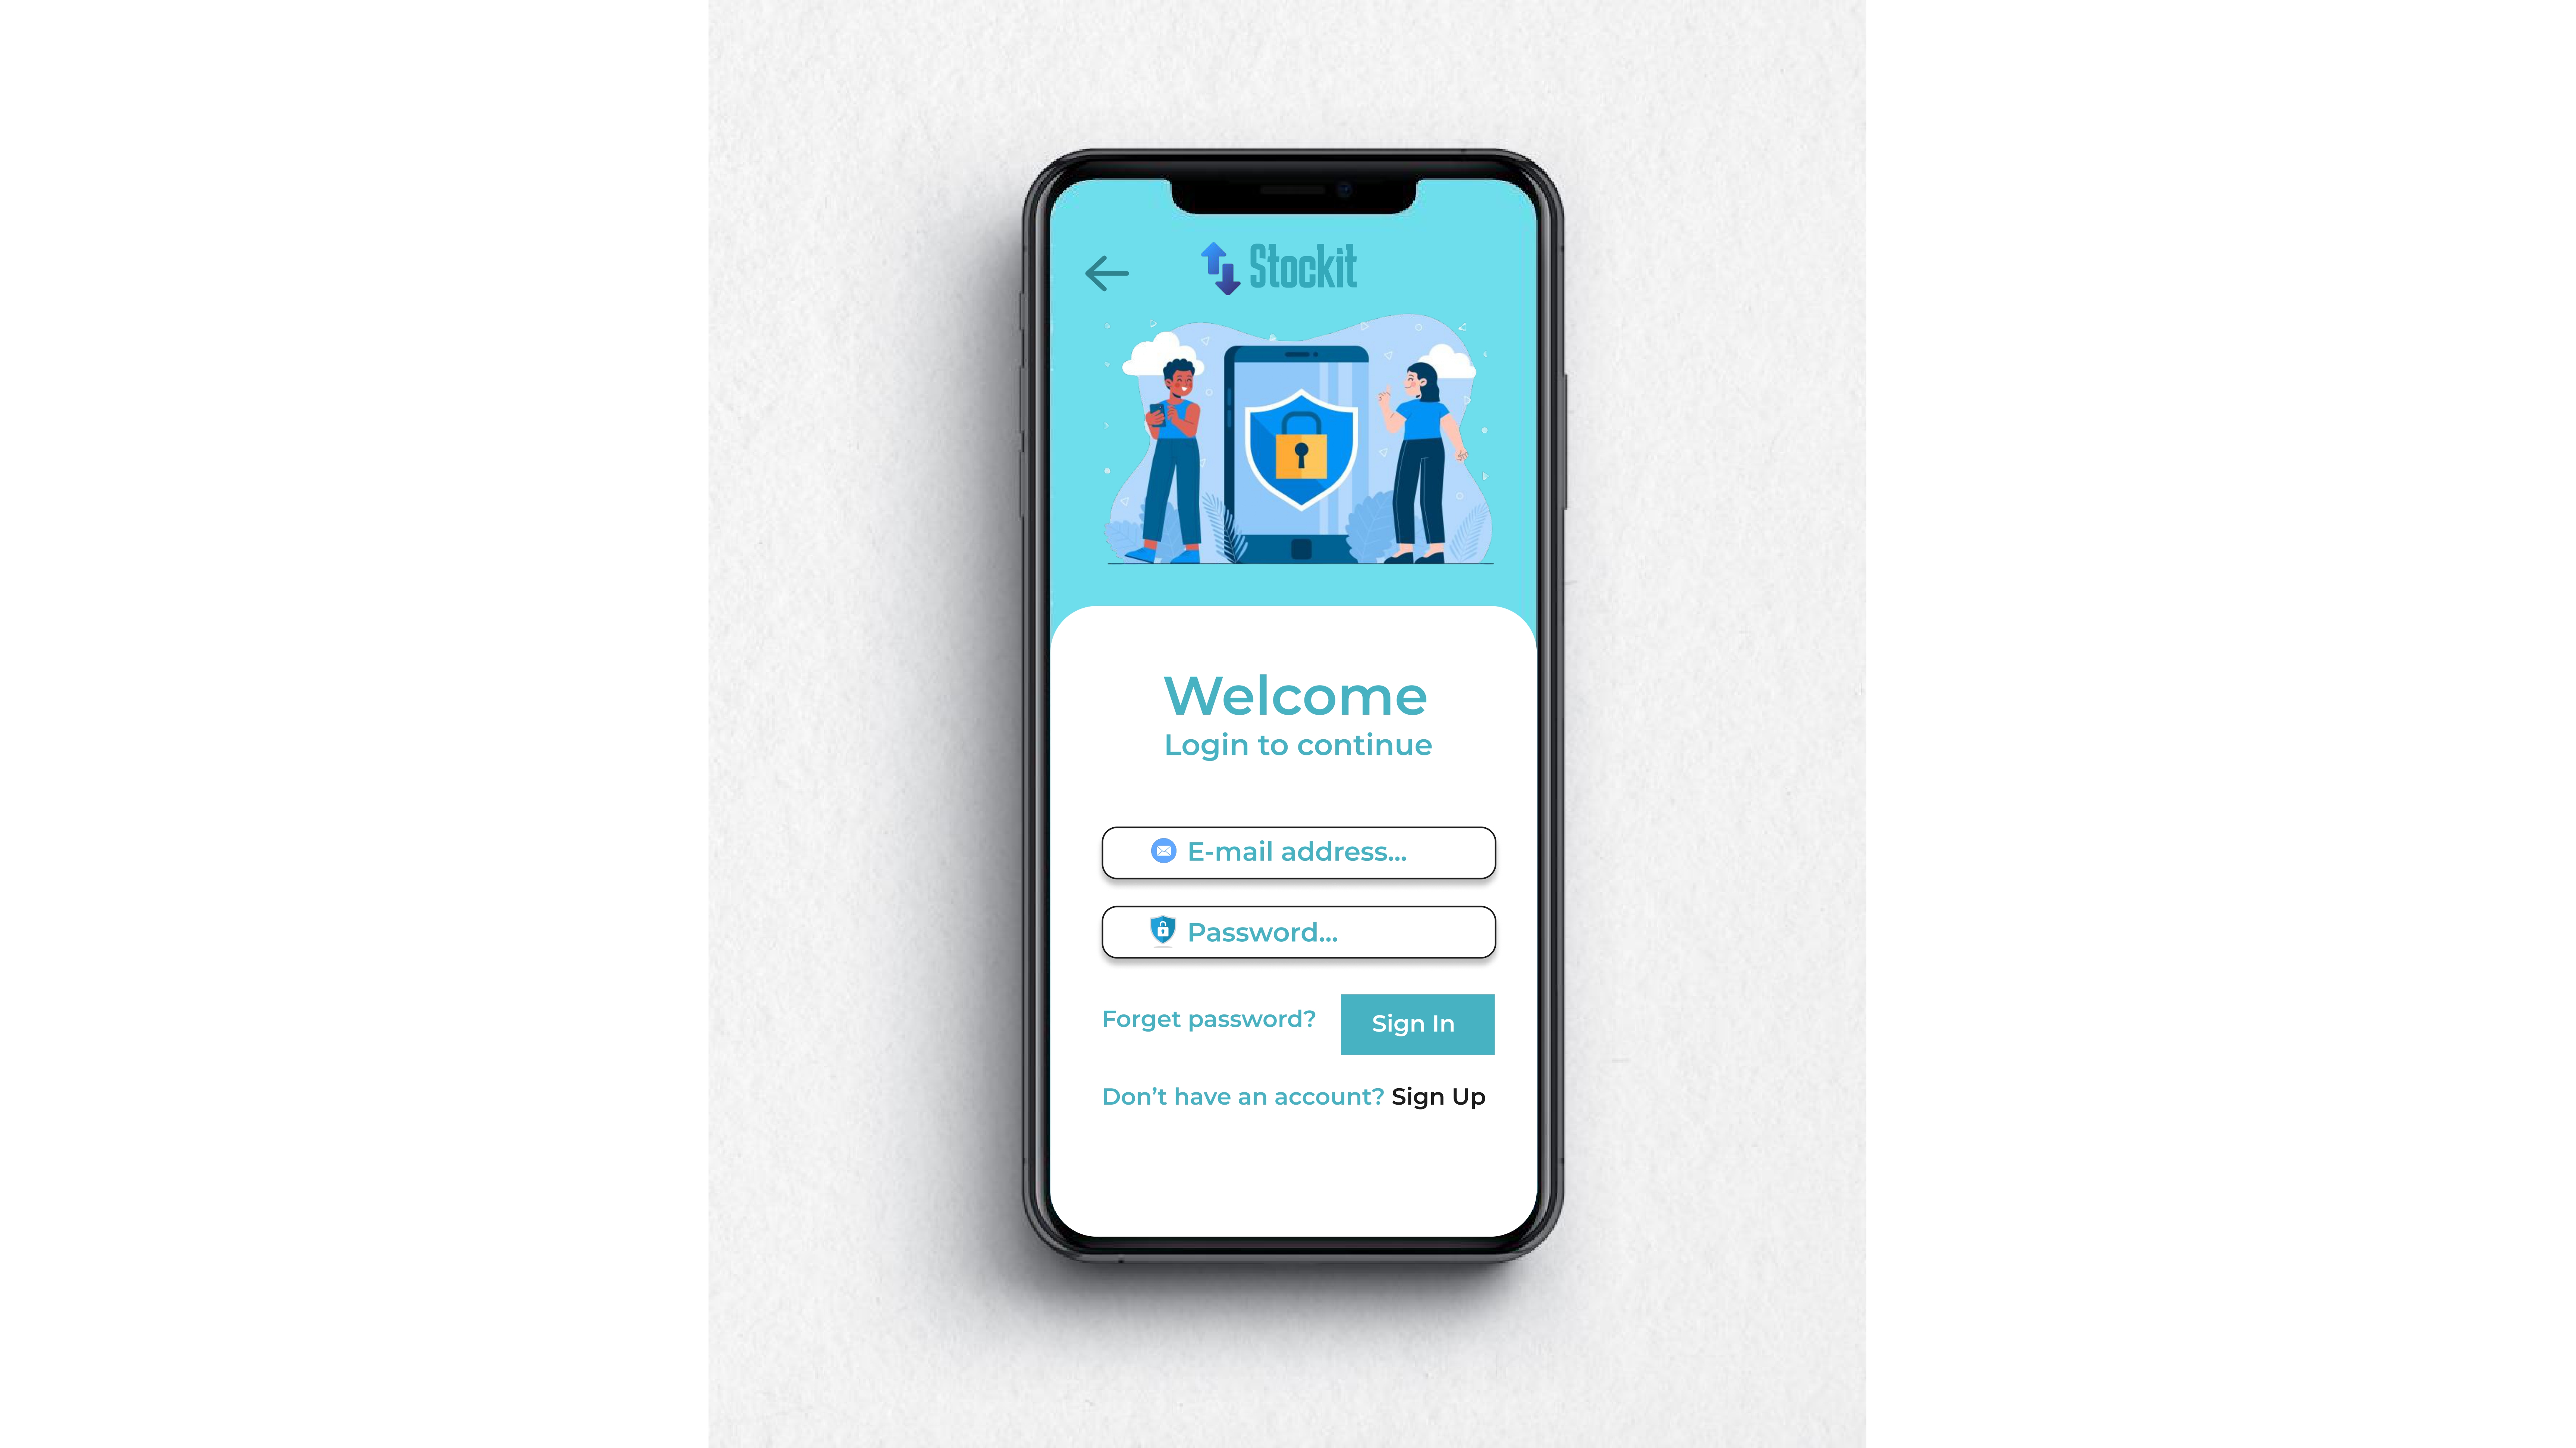 Stockit
Welcome
Login to continue
E-mail address...
Password...
Forget password?
Sign In
Don’t have an account? Sign Up